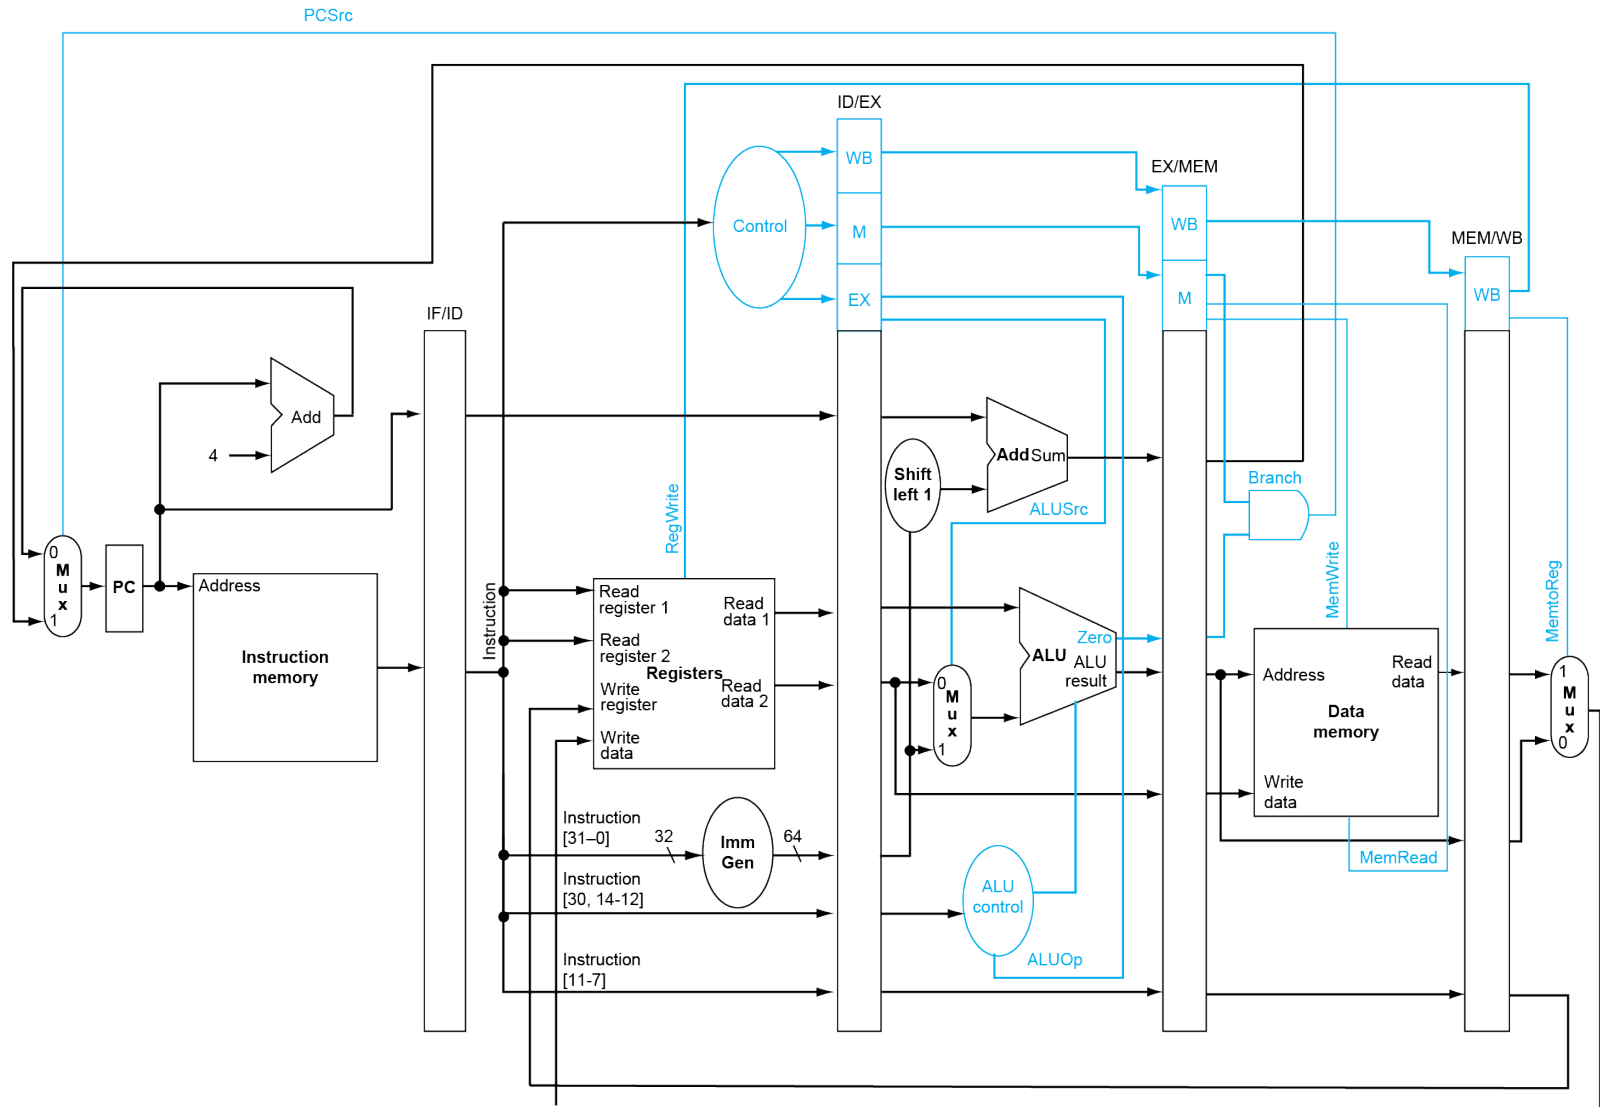 PCSrc
ID/EX
WB
EX/MEM
Control
M
WB
MEM/WB
EX
M
WB
IF/ID
Add
4
Add Sum
Shift
left 1
Branch
ALUSrc
RegWrite
MemWrite
MemtoReg
0
M
u
x
1
PC
Address
Instruction
memory
Instruction
Read
register 1
Read
data 1
Read
register 2
Registers
Write
register
Read
data 2
Write
data
0
M
u
x
1
Zero
ALU
ALU
result
Address
Read
data
Data
memory
Write
data
1
M
u
x
0
Instruction
[31–0]
32
Imm
Gen
64
MemRead
Instruction
[30, 14-12]
ALU
control
Instruction
[11-7]
ALUOp